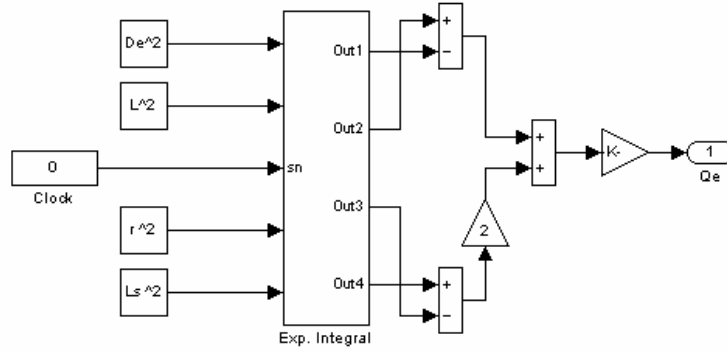 De^2
L^2
0
Clock
r^2
Ls^2
sn
Out1
Out2
Out3
Out4
Exp. Integral
+
−
+
−
+
+
2
K-
1
Qe